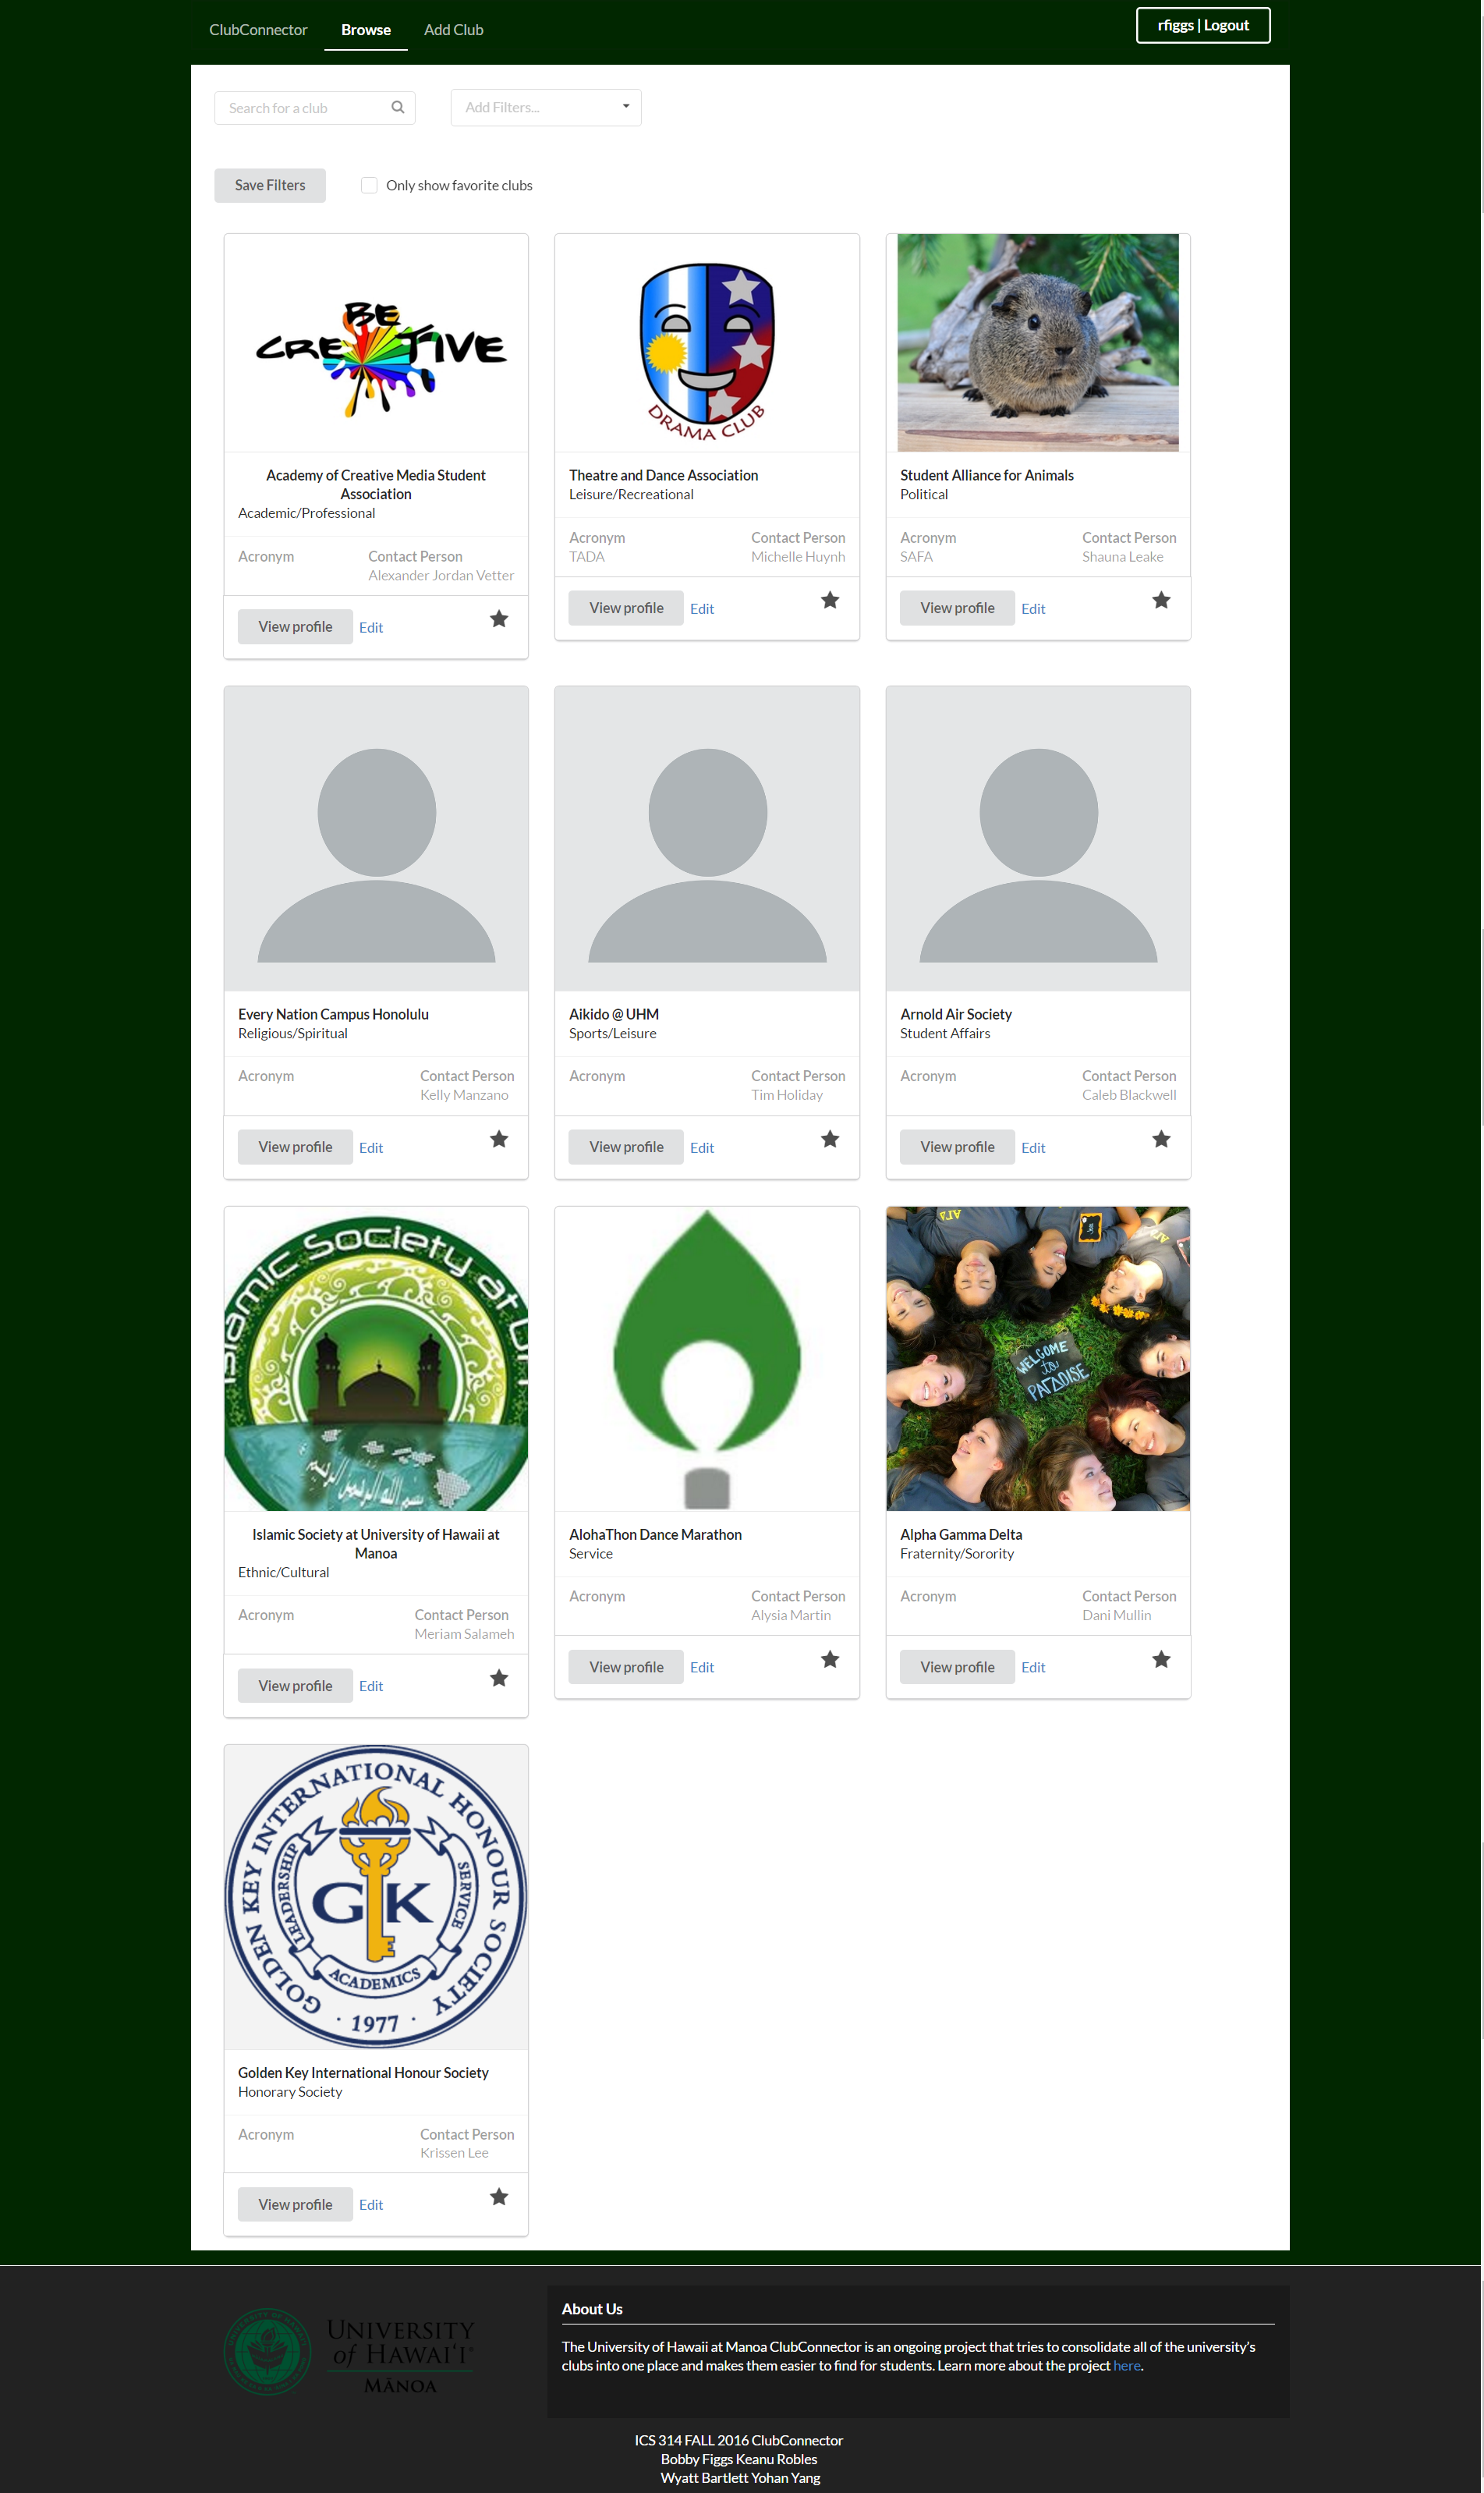 ClubConnector Browse Add Club rfiggs | Logout
Search for a club Add Filters...
Save Filters Only show favorite clubs
BE
CRE TIVE
DRAMA CLUB
Academy of Creative Media Student
Association
Academic/Professional
Acronym Contact Person
Alexander Jordan Vetter
View profile Edit
Theatre and Dance Association
Leisure/Recreational
Acronym Contact Person
TADA Michelle Huynh
View profile Edit
Student Alliance for Animals
Political
Acronym Contact Person
SAFA Shauna Leake
View profile Edit
Every Nation Campus Honolulu
Religious/Spiritual
Acronym Contact Person
Kelly Manzano
View profile Edit
Aikido @ UHM
Sports/Leisure
Acronym Contact Person
Tim Holiday
View profile Edit
Arnold Air Society
Student Affairs
Acronym Contact Person
Caleb Blackwell
View profile Edit
lamic Society at
Islamic Society at University of Hawaii at
Manoa
Ethnic/Cultural
Acronym Contact Person
Meriam Salameh
View profile Edit
AlohaThon Dance Marathon
Service
Acronym Contact Person
Alysia Martin
View profile Edit
ΑΓΔ
WELCOME
to
PARADISE
Alpha Gamma Delta
Fraternity/Sorority
Acronym Contact Person
Dani Mullin
View profile Edit
GOLDEN KEY INTERNATIONAL HONOUR SOCIETY
LEADERSHIP
ACADEMICS
SERVICE
GK
· 1977 ·
Golden Key International Honour Society
Honorary Society
Acronym Contact Person
Krissen Lee
View profile Edit
UNIVERSITY
of HAWAIʻI®
MĀNOA
About Us
The University of Hawaii at Manoa ClubConnector is an ongoing project that tries to consolidate all of the university's
clubs into one place and makes them easier to find for students. Learn more about the project here.
ICS 314 FALL 2016 ClubConnector
Bobby Figgs Keanu Robles
Wyatt Bartlett Yohan Yang